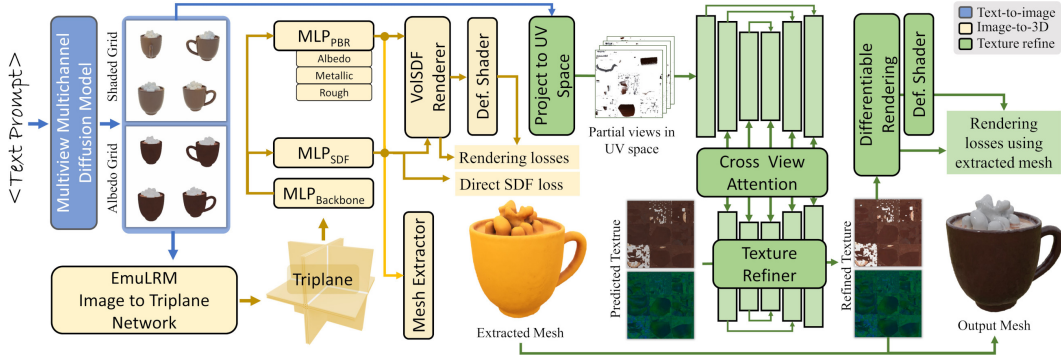 <Text Prompt>
Multiview Multichannel
Diffusion Model
Shaded Grid
Albedo Grid
EmuLRM
Image to Triplane
Network
Triplane
MLP_PBR
Albedo
Metallic
Rough
MLP_SDF
MLP_Backbone
VolSDF
Renderer
Def. Shader
Rendering losses
Direct SDF loss
Mesh Extractor
Extracted Mesh
Project to UV
Space
Partial views in
UV space
Cross View
Attention
Predicted Textrue
Texture
Refiner
Refined Texture
Differentiable
Rendering
Def. Shader
Text-to-image
Image-to-3D
Texture refine
Rendering
losses using
extracted mesh
Output Mesh